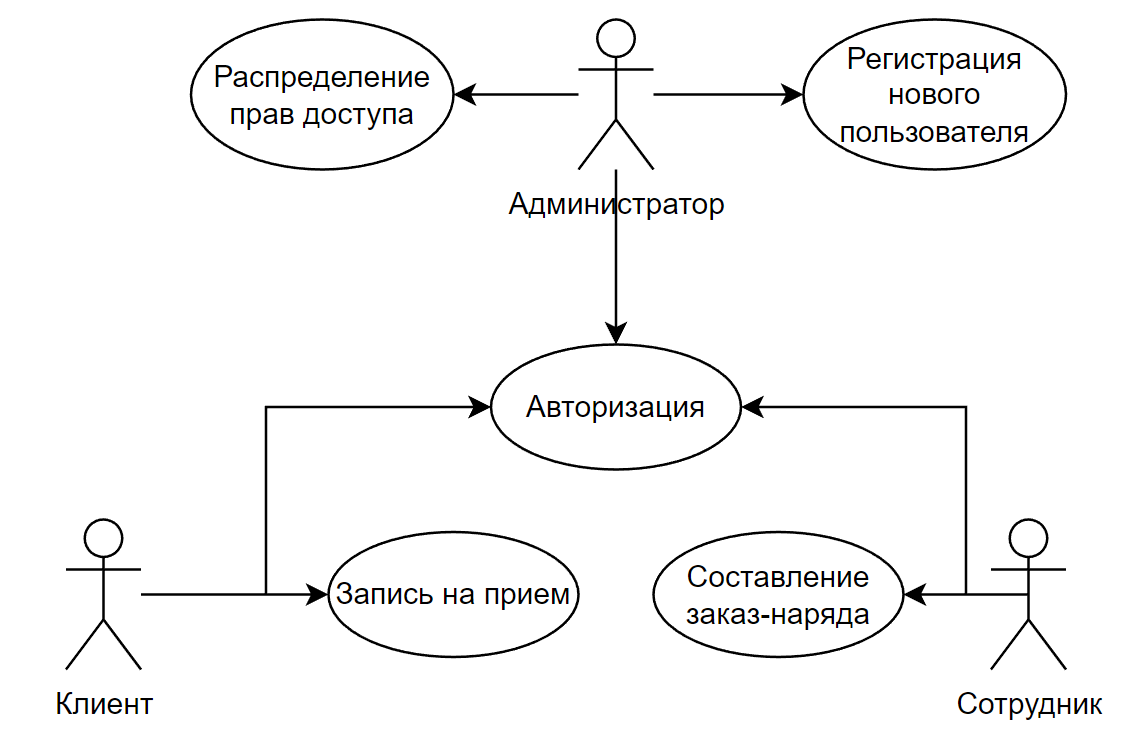 Распределение
прав доступа
Регистрация
нового
пользователя
Администратор
Авторизация
Запись на прием
Составление
заказ-наряда
Клиент
Сотрудник